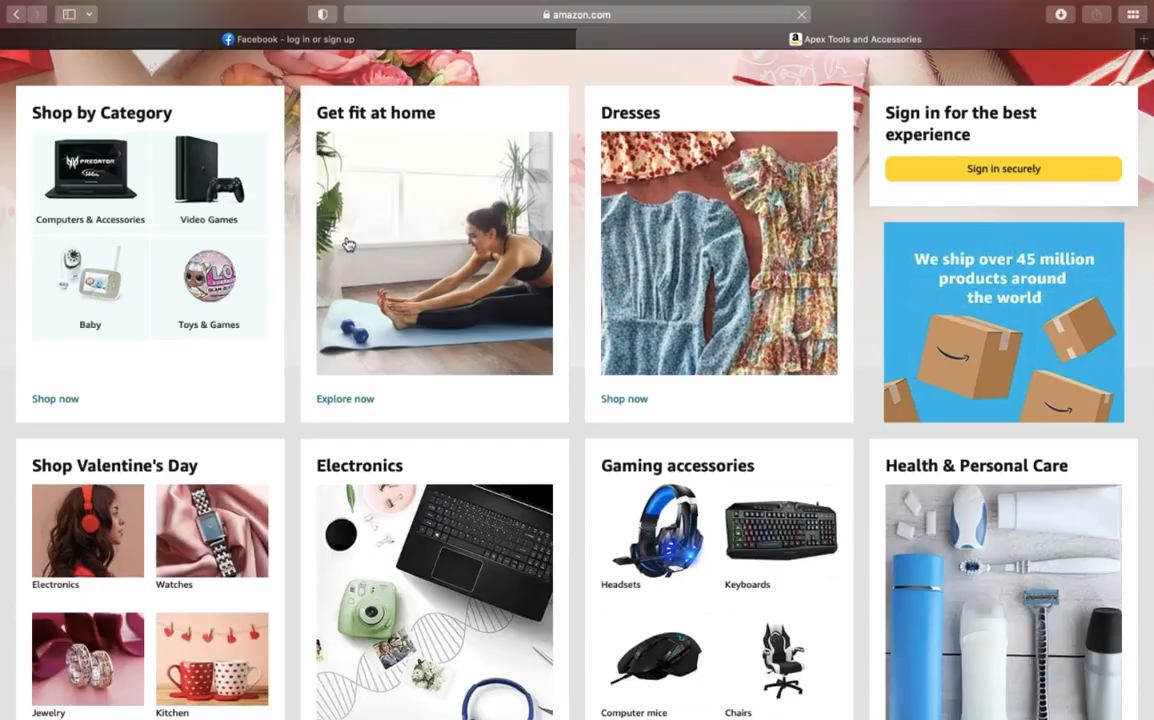 amazon.com
Facebook - log in or sign up
Apex Tools and Accessories
Shop by Category
PREDATOR
Computers & Accessories
Video Games
Baby
Toys & Games
Shop now
Get fit at home
Explore now
Dresses
Shop now
Sign in for the best
experience
Sign in securely
We ship over 45 million
products around
the world
Shop Valentine's Day
Electronics
Watches
Jewelry
Kitchen
Electronics
Gaming accessories
Headsets
Keyboards
Computer mice
Chairs
Health & Personal Care